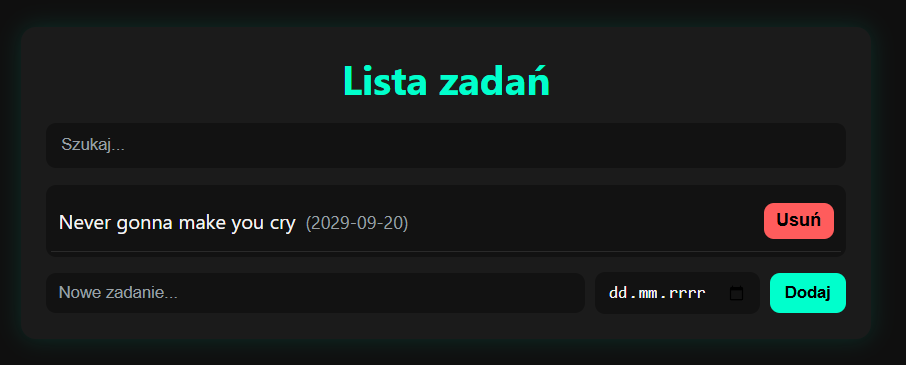 Lista zadań
Szukaj...
Never gonna make you cry (2029-09-20) Usuń
Nowe zadanie... dd.mm.rrrr Dodaj